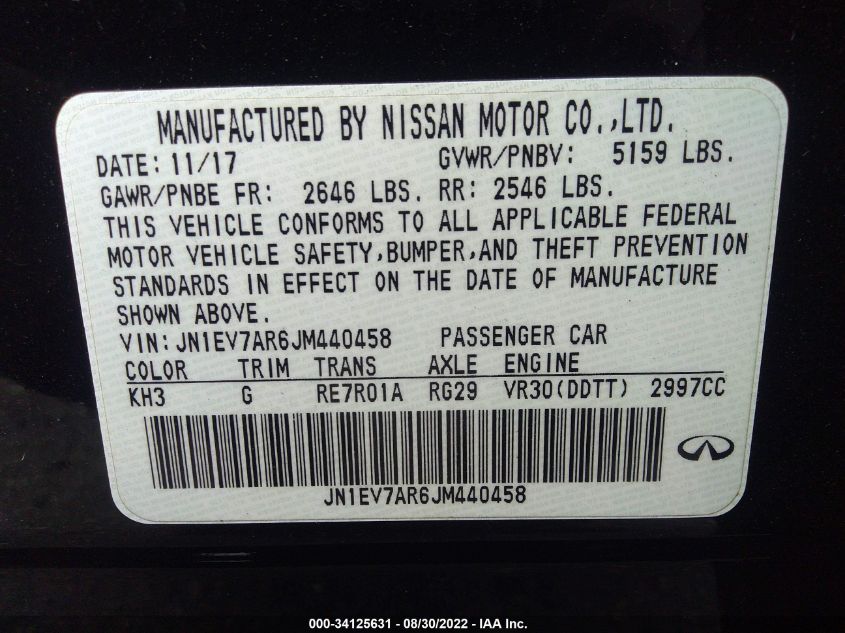 MANUFACTURED BY NISSAN MOTOR CO.,LTD.
DATE: 11/17 GVWR/PNBV: 5159 LBS.
GAWR/PNBE FR: 2646 LBS. RR: 2546 LBS.
THIS VEHICLE CONFORMS TO ALL APPLICABLE FEDERAL
MOTOR VEHICLE SAFETY,BUMPER,AND THEFT PREVENTION
STANDARDS IN EFFECT ON THE DATE OF MANUFACTURE
SHOWN ABOVE.
VIN:JN1EV7AR6JM440458 PASSENGER CAR
COLOR TRIM TRANS AXLE ENGINE
KH3 G RE7R01A RG29 VR30(DDTT) 2997CC
JN1EV7AR6JM440458
000-34125631 - 08/30/2022 - IAA Inc.